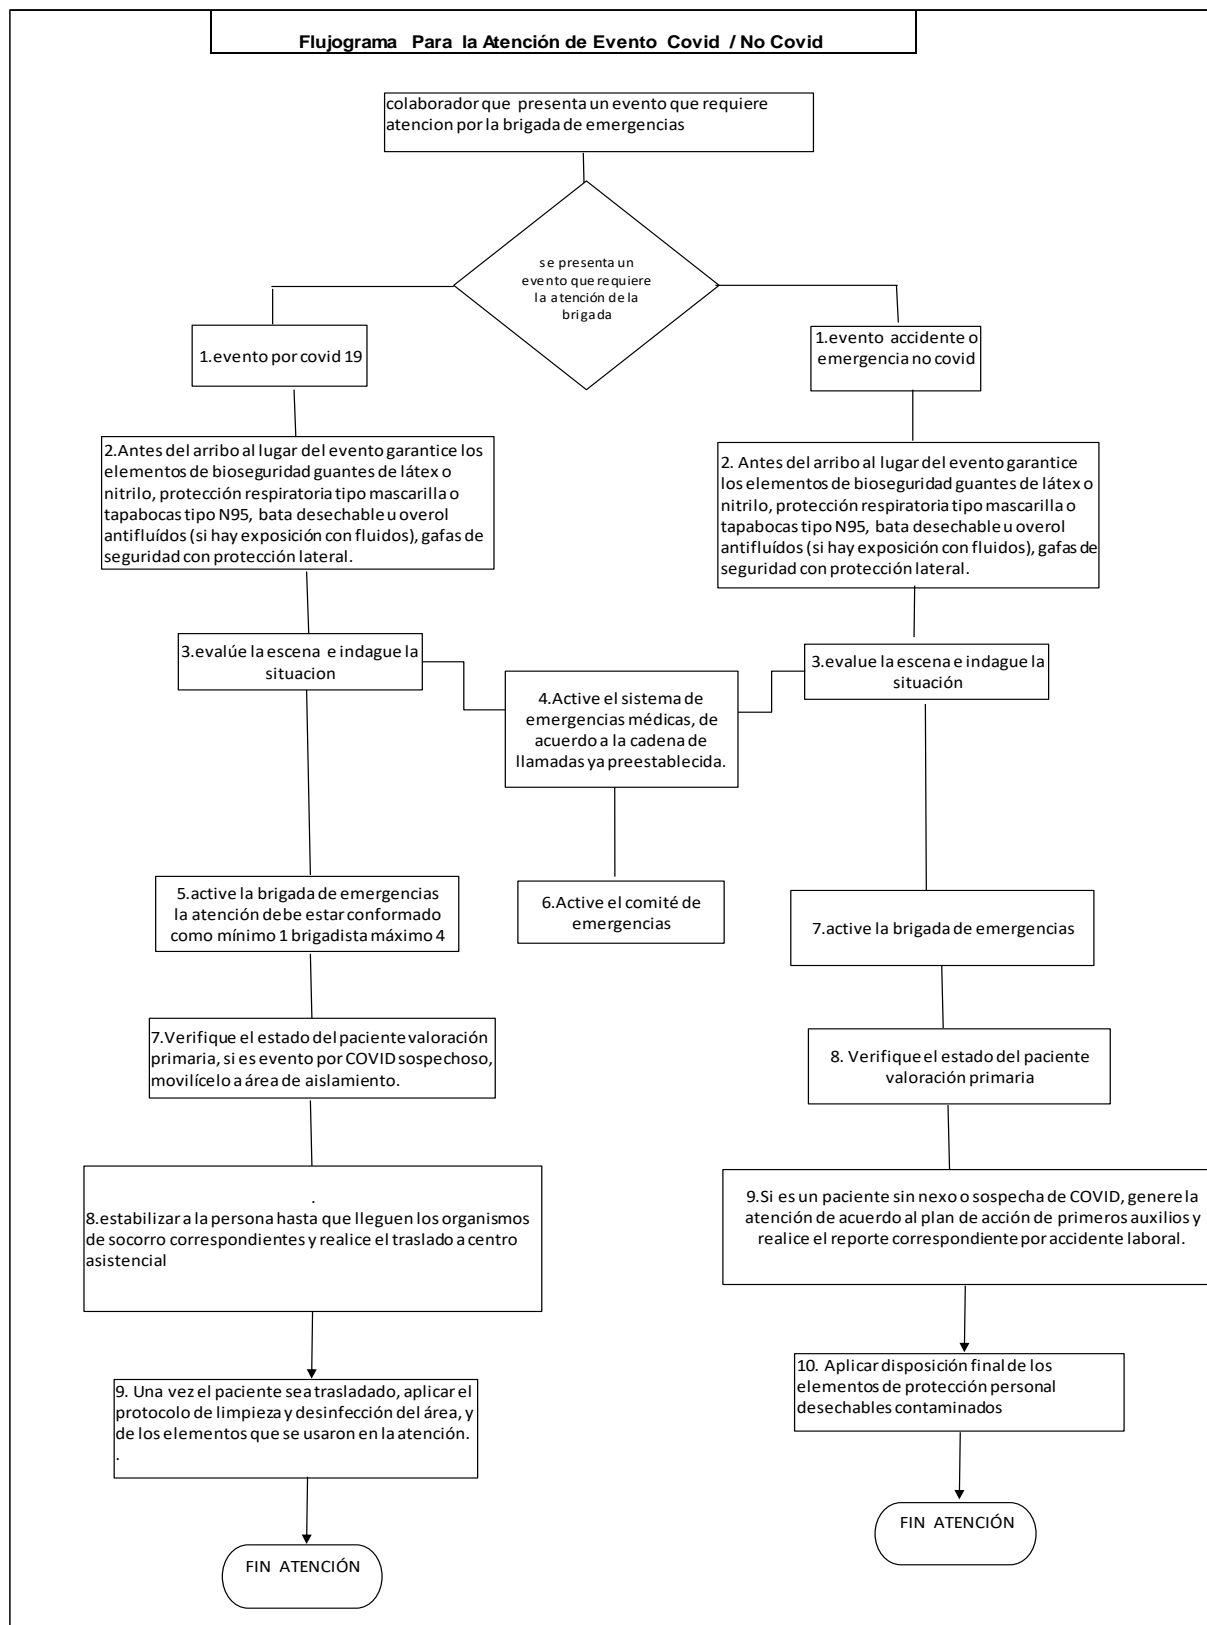 Flujograma Para la Atención de Evento Covid / No Covid
colaborador que presenta un evento que requiere
atencion por la brigada de emergencias
se presenta un
evento que requiere
la atención de la
brigada
1.evento por covid 19
1.evento accidente o
emergencia no covid
2.Antes del arribo al lugar del evento garantice los
elementos de bioseguridad guantes de látex o
nitrilo, protección respiratoria tipo mascarilla o
tapabocas tipo N95, bata desechable u overol
antifluídos (si hay exposición con fluidos), gafas de
seguridad con protección lateral.
2. Antes del arribo al lugar del evento garantice
los elementos de bioseguridad guantes de látex o
nitrilo, protección respiratoria tipo mascarilla o
tapabocas tipo N95, bata desechable u overol
antifluídos (si hay exposición con fluidos), gafas de
seguridad con protección lateral.
3.evalúe la escena e indague la
situacion
3.evalue la escena e indague la
situación
4.Active el sistema de
emergencias médicas, de
acuerdo a la cadena de
llamadas ya preestablecida.
5.active la brigada de emergencias
la atención debe estar conformado
como mínimo 1 brigadista máximo 4
6.Active el comité de
emergencias
7.active la brigada de emergencias
7.Verifique el estado del paciente valoración
primaria, si es evento por COVID sospechoso,
movilícelo a área de aislamiento.
8. Verifique el estado del paciente
valoración primaria
.
8.estabilizar a la persona hasta que lleguen los organismos
de socorro correspondientes y realice el traslado a centro
asistencial
9.Si es un paciente sin nexo o sospecha de COVID, genere la
atención de acuerdo al plan de acción de primeros auxilios y
realice el reporte correspondiente por accidente laboral.
9. Una vez el paciente sea trasladado, aplicar el
protocolo de limpieza y desinfección del área, y
de los elementos que se usaron en la atención.
.
10. Aplicar disposición final de los
elementos de protección personal
desechables contaminados
FIN ATENCIÓN
FIN ATENCIÓN